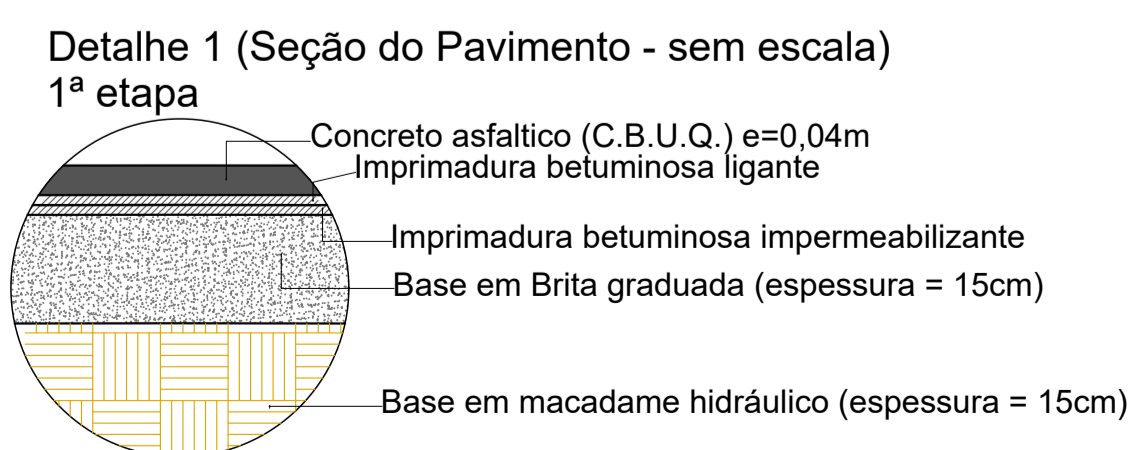 Detalhe 1 (Seção do Pavimento - sem escala)
1ª etapa
Concreto asfaltico (C.B.U.Q.) e=0,04m
Imprimadura betuminosa ligante
Imprimadura betuminosa impermeabilizante
Base em Brita graduada (espessura = 15cm)
Base em macadame hidráulico (espessura = 15cm)